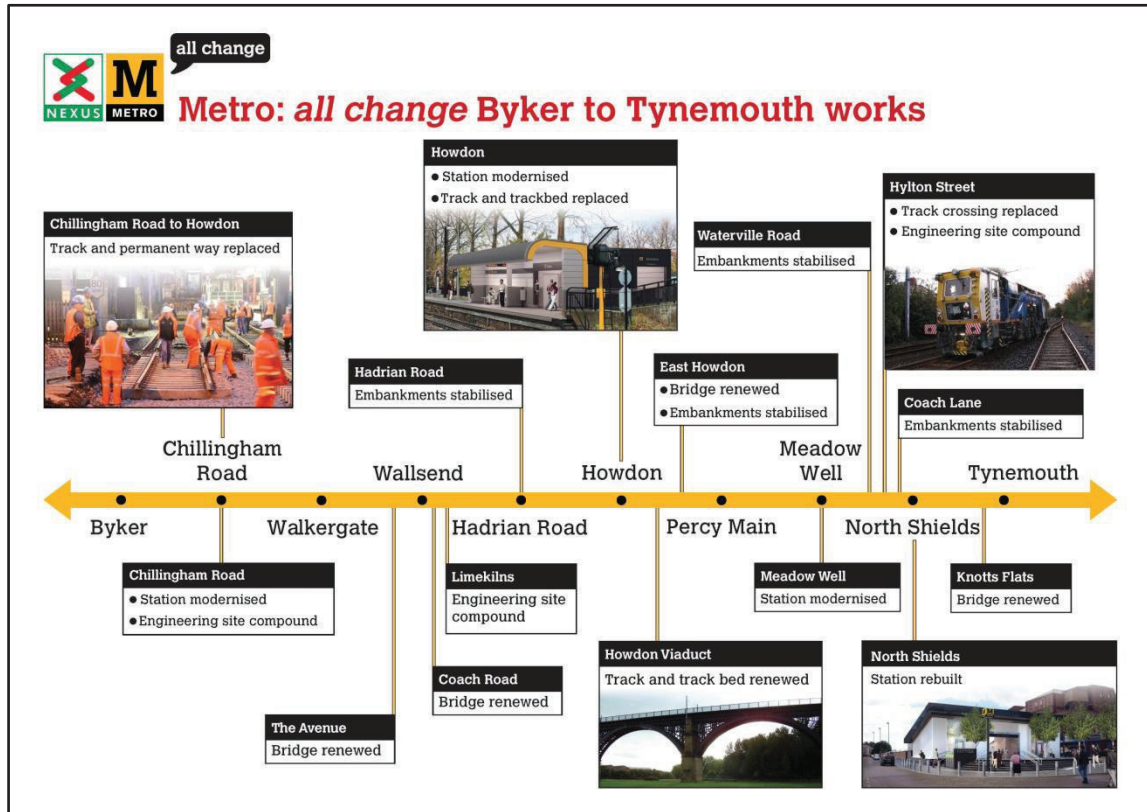 all change
NEXUS
M
METRO
Metro: all change Byker to Tynemouth works
Chillingham Road to Howdon
Track and permanent way replaced
Howdon
● Station modernised
● Track and trackbed replaced
Waterville Road
Embankments stabilised
Hylton Street
● Track crossing replaced
● Engineering site compound
Hadrian Road
Embankments stabilised
East Howdon
● Bridge renewed
● Embankments stabilised
Coach Lane
Embankments stabilised
Chillingham
Road
Wallsend
Howdon
Meadow
Well
Tynemouth
Byker
Walkergate
Hadrian Road
Percy Main
North Shields
Chillingham Road
● Station modernised
● Engineering site compound
Limekilns
Engineering site
compound
Meadow Well
Station modernised
Knotts Flats
Bridge renewed
Coach Road
Bridge renewed
The Avenue
Bridge renewed
Howdon Viaduct
Track and track bed renewed
North Shields
Station rebuilt